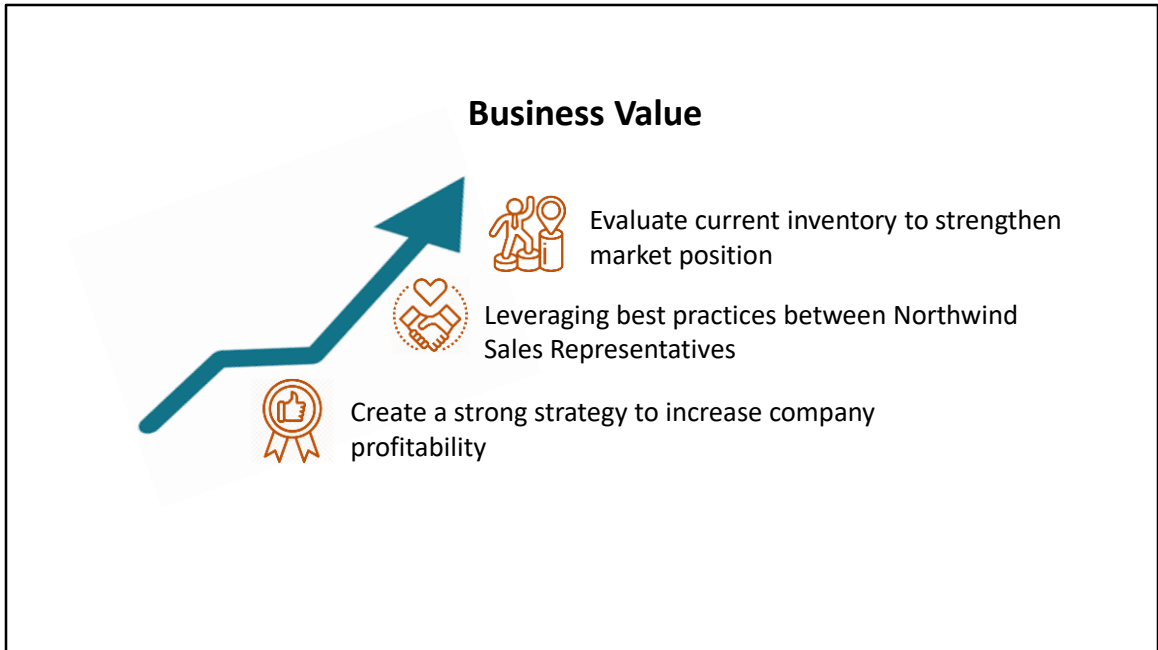 Business Value
Evaluate current inventory to strengthen
market position
Leveraging best practices between Northwind
Sales Representatives
Create a strong strategy to increase company
profitability